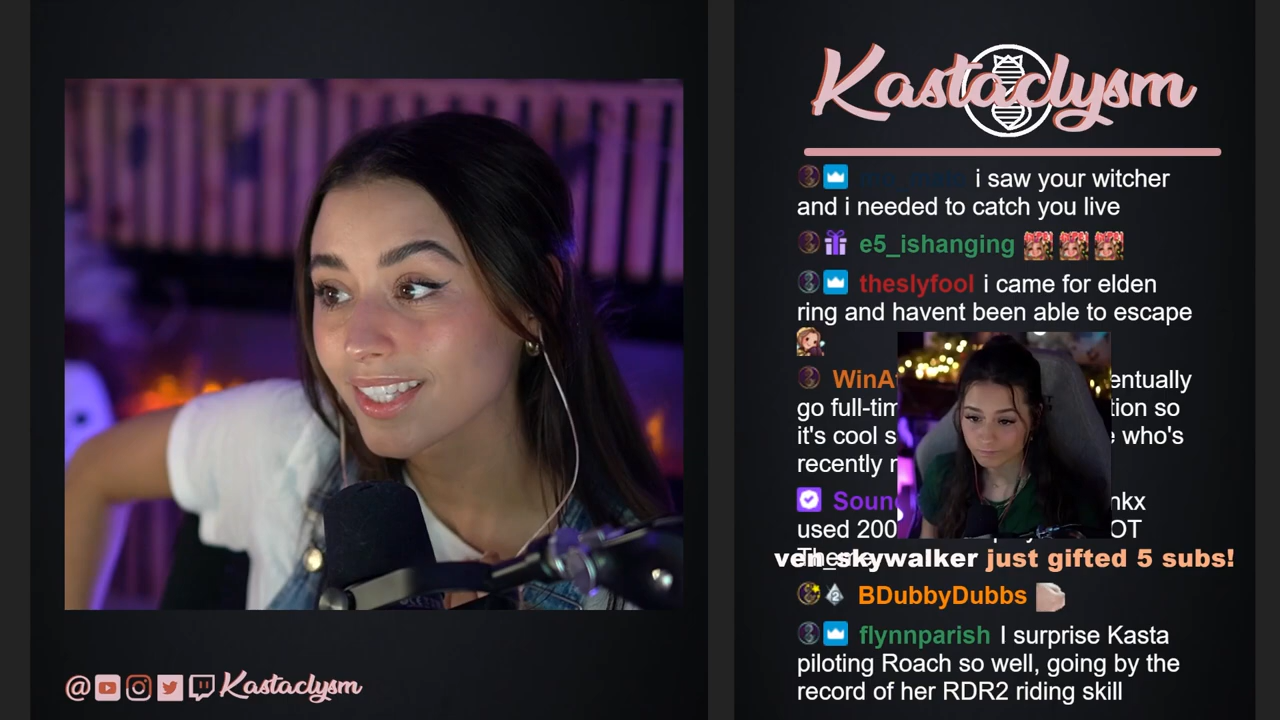 Kastaclysm
i saw your witcher
and i needed to catch you live
e5_ishanging
theslyfool i came for elden
ring and havent been able to escape
WinA entually
go full-tim tion so
it's cool s e who's
recently r
Soun nkx
used 200 OT
ven_skywalker just gifted 5 subs!
2 BDubbyDubbs
flynnparish I surprise Kasta
piloting Roach so well, going by the
record of her RDR2 riding skill
@ Kastaclysm